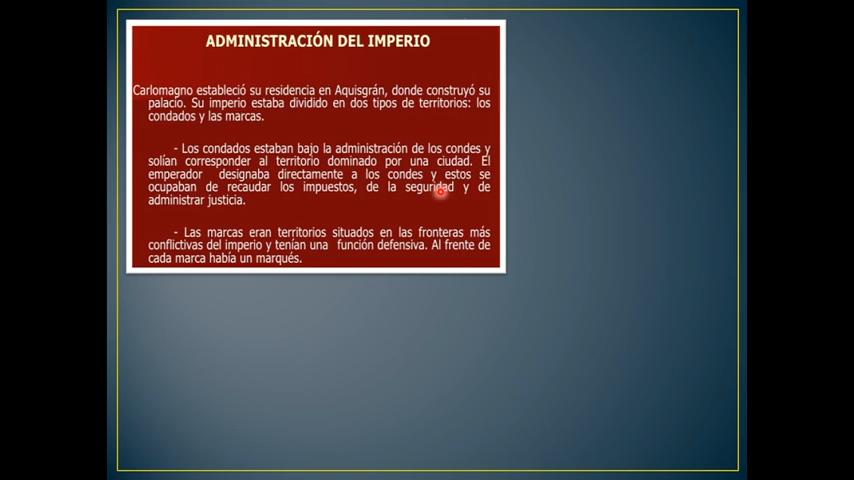 ADMINISTRACIÓN DEL IMPERIO
Carlomagno estableció su residencia en Aquisgrán, donde construyó su
palacio. Su imperio estaba dividido en dos tipos de territorios: los
condados y las marcas.
- Los condados estaban bajo la administración de los condes y
solían corresponder al territorio dominado por una ciudad. El
emperador designaba directamente a los condes y estos se
ocupaban de recaudar los impuestos, de la seguridad y de
administrar justicia.
- Las marcas eran territorios situados en las fronteras más
conflictivas del imperio y tenían una función defensiva. Al frente de
cada marca había un marqués.